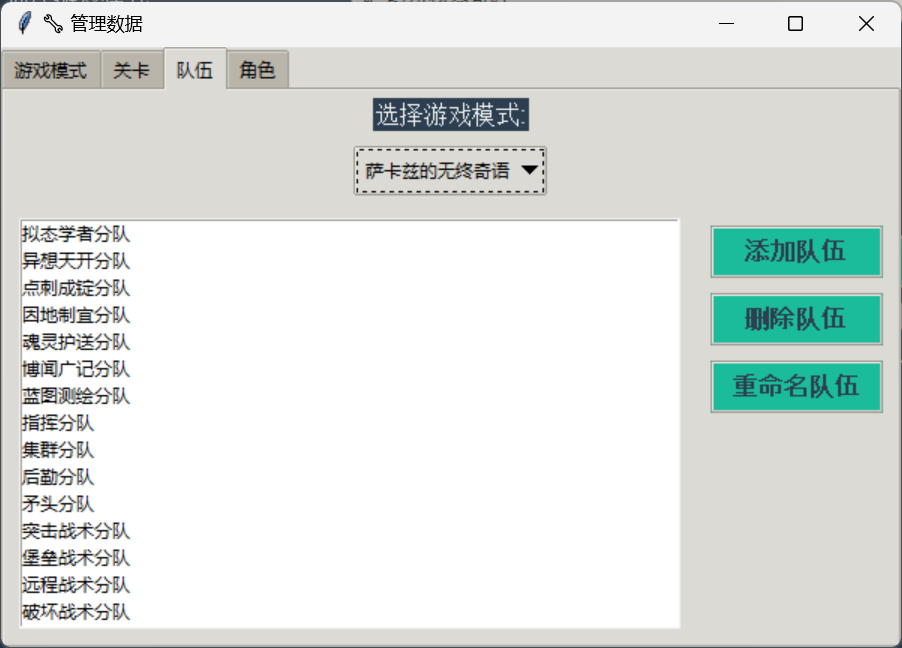 管理数据
游戏模式 关卡 队伍 角色
选择游戏模式:
萨卡兹的无终奇语
拟态学者分队
异想天开分队
点刺成锭分队
因地制宜分队
魂灵护送分队
博闻广记分队
蓝图测绘分队
指挥分队
集群分队
后勤分队
矛头分队
突击战术分队
堡垒战术分队
远程战术分队
破坏战术分队
添加队伍
删除队伍
重命名队伍